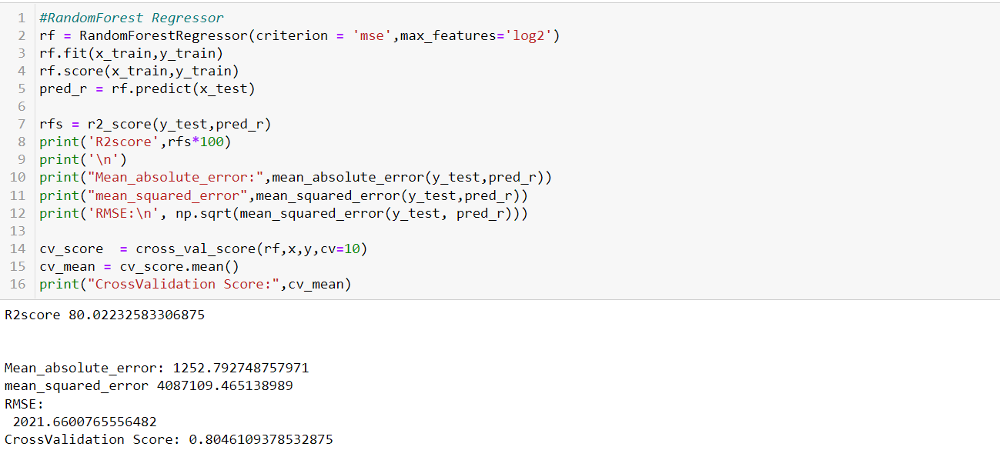 1 #RandomForest Regressor
2 rf = RandomForestRegressor(criterion = 'mse',max_features='log2')
3 rf.fit(x_train,y_train)
4 rf.score(x_train,y_train)
5 pred_r = rf.predict(x_test)
6
7 rfs = r2_score(y_test,pred_r)
8 print('R2score',rfs*100)
9 print('\n')
10 print("Mean_absolute_error:",mean_absolute_error(y_test,pred_r))
11 print("mean_squared_error",mean_squared_error(y_test,pred_r))
12 print('RMSE:\n', np.sqrt(mean_squared_error(y_test, pred_r)))
13
14 cv_score  = cross_val_score(rf,x,y,cv=10)
15 cv_mean = cv_score.mean()
16 print("CrossValidation Score:",cv_mean)
R2score 80.02232583306875
Mean_absolute_error: 1252.792748757971
mean_squared_error 4087109.465138989
RMSE:
 2021.6600765556482
CrossValidation Score: 0.8046109378532875